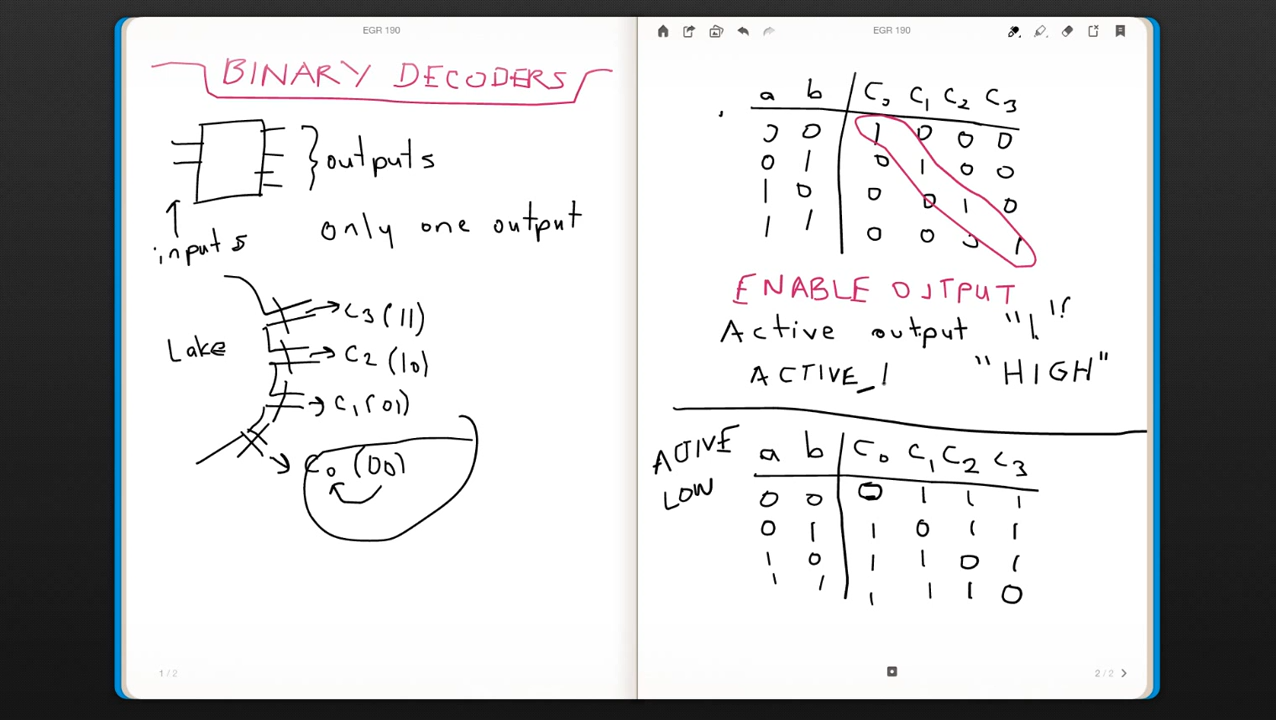 EGR 190
BINARY DECODERS
outputs
only one output
inputs
Lake
C3 (11)
C2 (10)
C1 (01)
C0 (00)
1 / 2
EGR 190
a b C0 C1 C2 C3
0 0 1 0 0 0
0 1 0 1 0 0
1 0 0 0 1 0
1 1 0 0 0 1
ENABLE OUTPUT
Active output "1"
ACTIVE_1 "HIGH"
ACTIVE
LOW
a b C0 C1 C2 C3
0 0 0 1 1 1
0 1 1 0 1 1
1 0 1 1 0 1
1 1 1 1 1 0
2 / 2